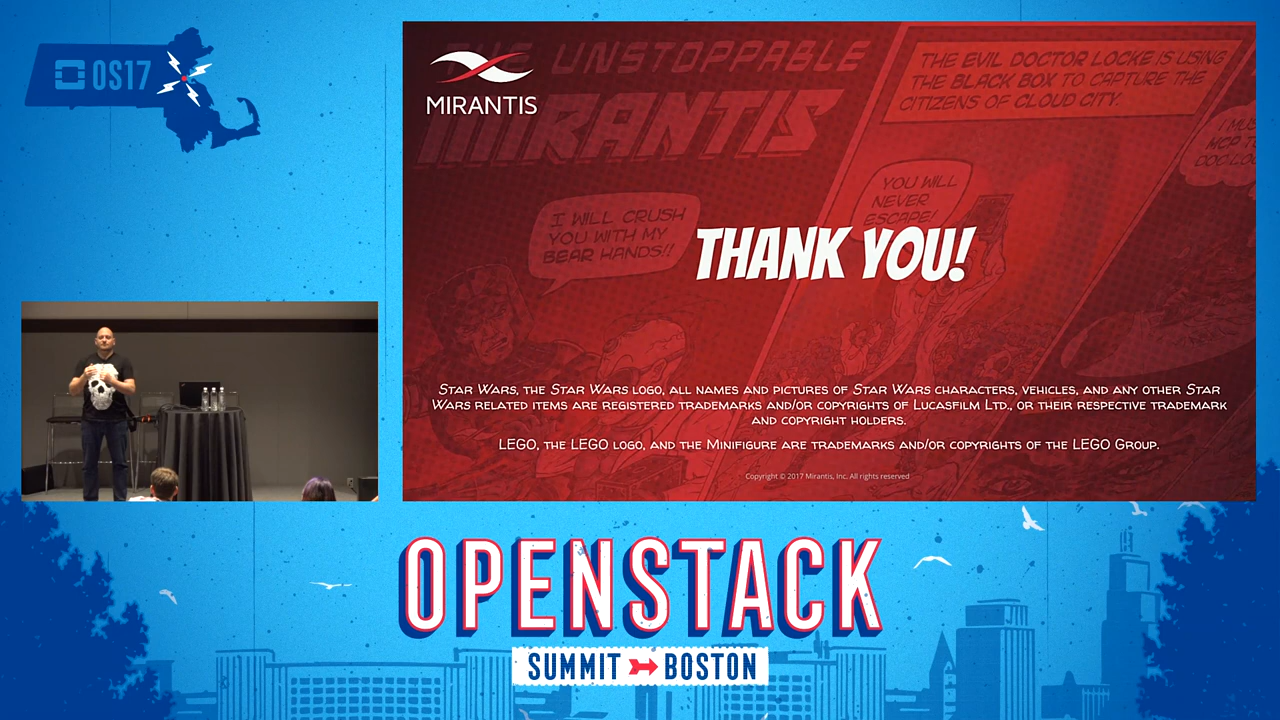 OS17
MIRANTIS
THE UNSTOPPABLE
MIRANTIS
THE EVIL DOCTOR LOCKE IS USING
THE BLACK BOX TO CAPTURE THE
CITIZENS OF CLOUD CITY.
I WILL CRUSH
YOU WITH MY
BEAR HANDS!!
YOU WILL
NEVER
ESCAPE!
THANK YOU!
STAR WARS, THE STAR WARS LOGO, ALL NAMES AND PICTURES OF STAR WARS CHARACTERS, VEHICLES, AND ANY OTHER STAR
WARS RELATED ITEMS ARE REGISTERED TRADEMARKS AND/OR COPYRIGHTS OF LUCASFILM LTD., OR THEIR RESPECTIVE TRADEMARK
AND COPYRIGHT HOLDERS.
LEGO, THE LEGO LOGO, AND THE MINIFIGURE ARE TRADEMARKS AND/OR COPYRIGHTS OF THE LEGO GROUP.
Copyright © 2017 Mirantis, Inc. All rights reserved
OPENSTACK
SUMMIT BOSTON